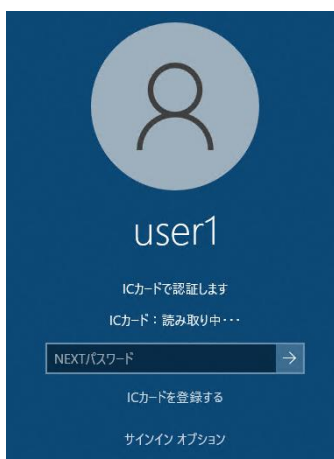 user1
ICカードで認証します
ICカード：読み取り中・・・
NEXTパスワード
ICカードを登録する
サインイン オプション